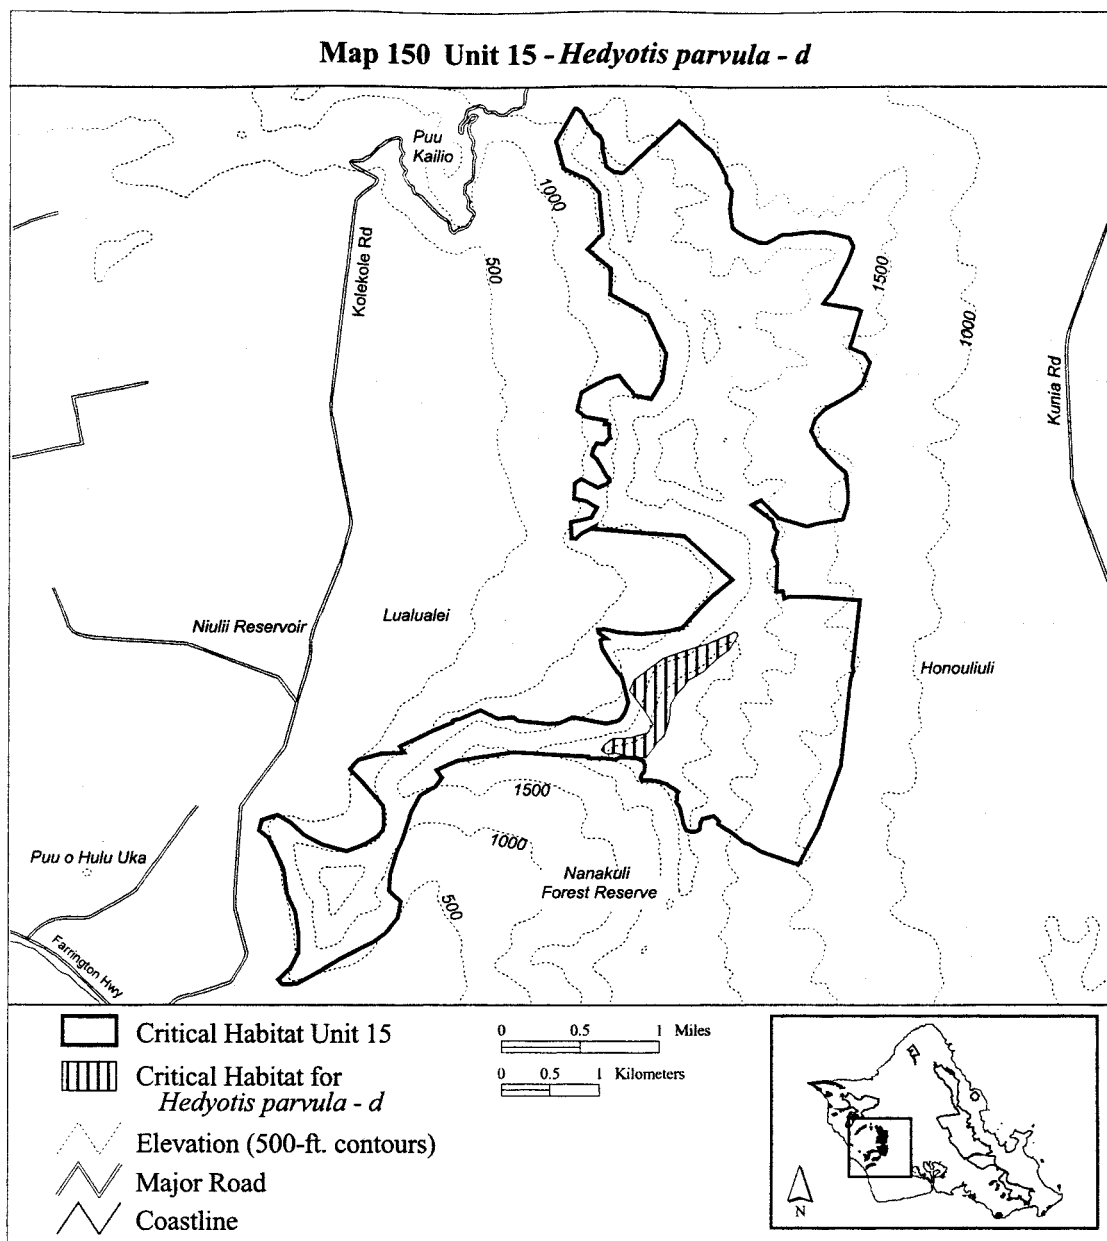 Map 150 Unit 15 - Hedyotis parvula - d
Puu
Kailio
1000
500
Kolekole Rd
1500
1000
Kunia Rd
Lualualei
Niulii Reservoir
Honouliuli
1500
1000
Puu o Hulu Uka
Nanakuli
Forest Reserve
500
Farrington Hwy
Critical Habitat Unit 15
Critical Habitat for
Hedyotis parvula - d
Elevation (500-ft. contours)
Major Road
Coastline
0 0.5 1 Miles
0 0.5 1 Kilometers
N